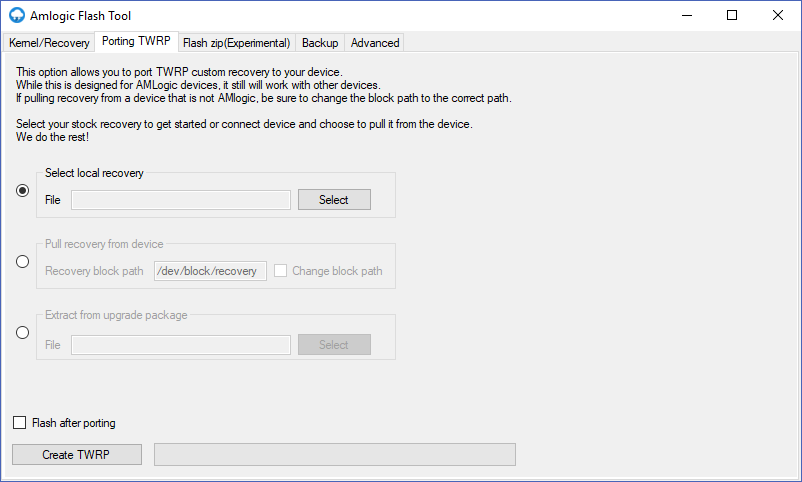 Amlogic Flash Tool
Kernel/Recovery Porting TWRP Flash zip(Experimental) Backup Advanced
This option allows you to port TWRP custom recovery to your device.
While this is designed for AMLogic devices, it still will work with other devices.
If pulling recovery from a device that is not AMlogic, be sure to change the block path to the correct path.
Select your stock recovery to get started or connect device and choose to pull it from the device.
We do the rest!
Select local recovery
File Select
Pull recovery from device
Recovery block path /dev/block/recovery Change block path
Extract from upgrade package
File Select
Flash after porting
Create TWRP